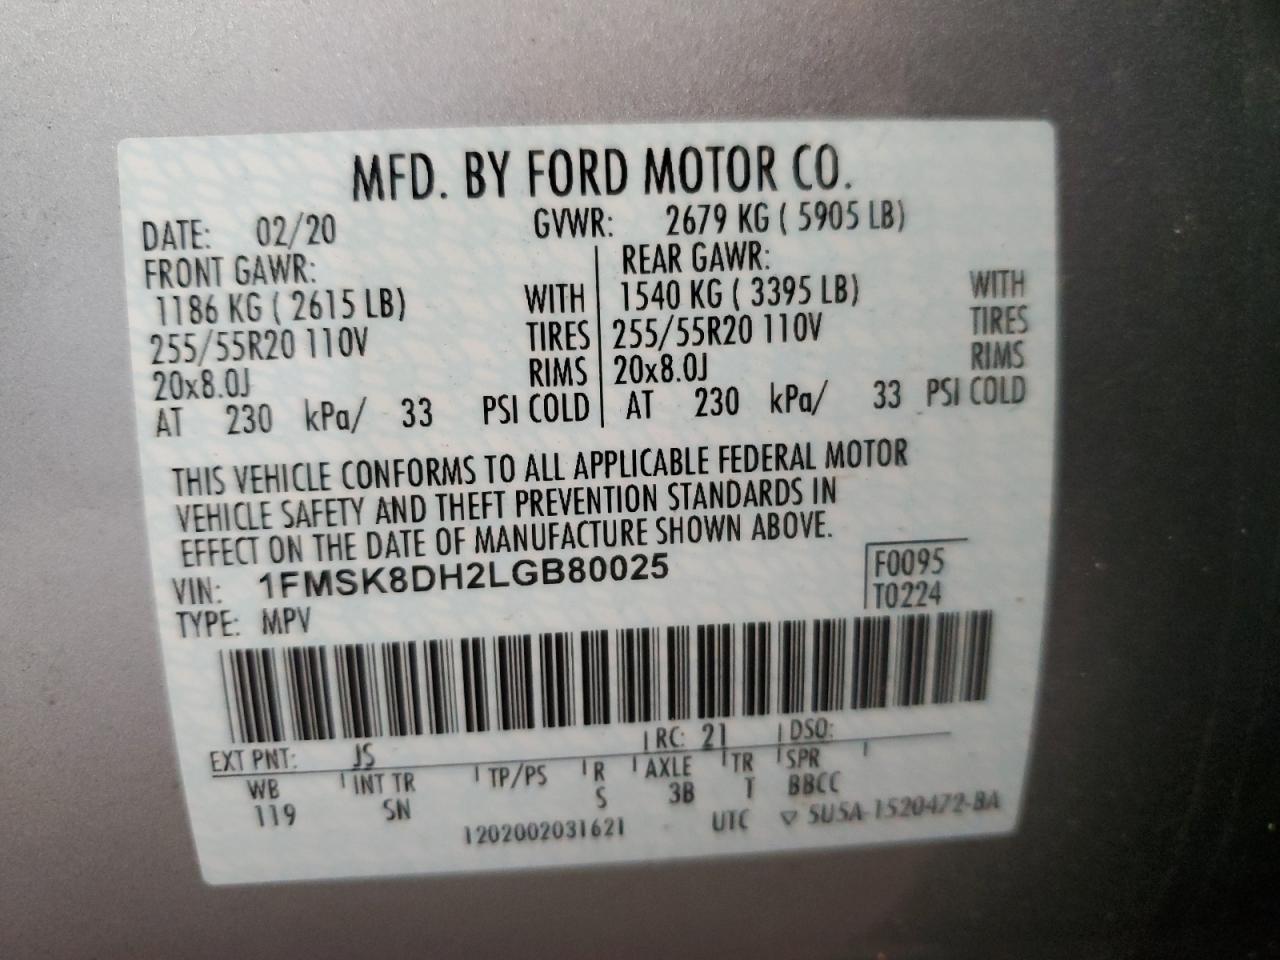 MFD. BY FORD MOTOR CO.
DATE: 02/20 GVWR: 2679 KG ( 5905 LB)
FRONT GAWR: REAR GAWR:
1186 KG ( 2615 LB) WITH 1540 KG ( 3395 LB) WITH
255/55R20 110V TIRES 255/55R20 110V TIRES
20x8.0J RIMS 20x8.0J RIMS
AT 230 kPa/ 33 PSI COLD AT 230 kPa/ 33 PSI COLD
THIS VEHICLE CONFORMS TO ALL APPLICABLE FEDERAL MOTOR
VEHICLE SAFETY AND THEFT PREVENTION STANDARDS IN
EFFECT ON THE DATE OF MANUFACTURE SHOWN ABOVE.
VIN: 1FMSK8DH2LGB80025 F0095
TYPE: MPV T0224
EXT PNT: JS RC: 21 DSO:
WB INT TR TP/PS R AXLE TR SPR
119 SN S 3B T BBCC
1202002031621 UTC ▽ 5U5A-1520472-BA